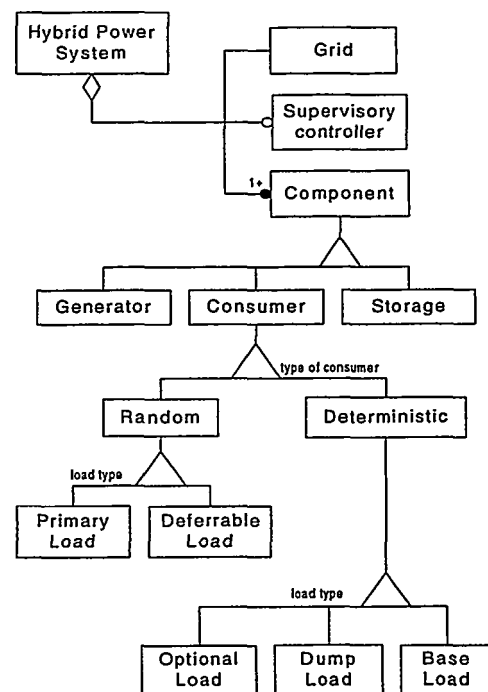 Hybrid Power
System
Grid
Supervisory
controller
1+
Component
Generator
Consumer
Storage
type of consumer
Random
Deterministic
load type
Primary
Load
Deferrable
Load
load type
Optional
Load
Dump
Load
Base
Load